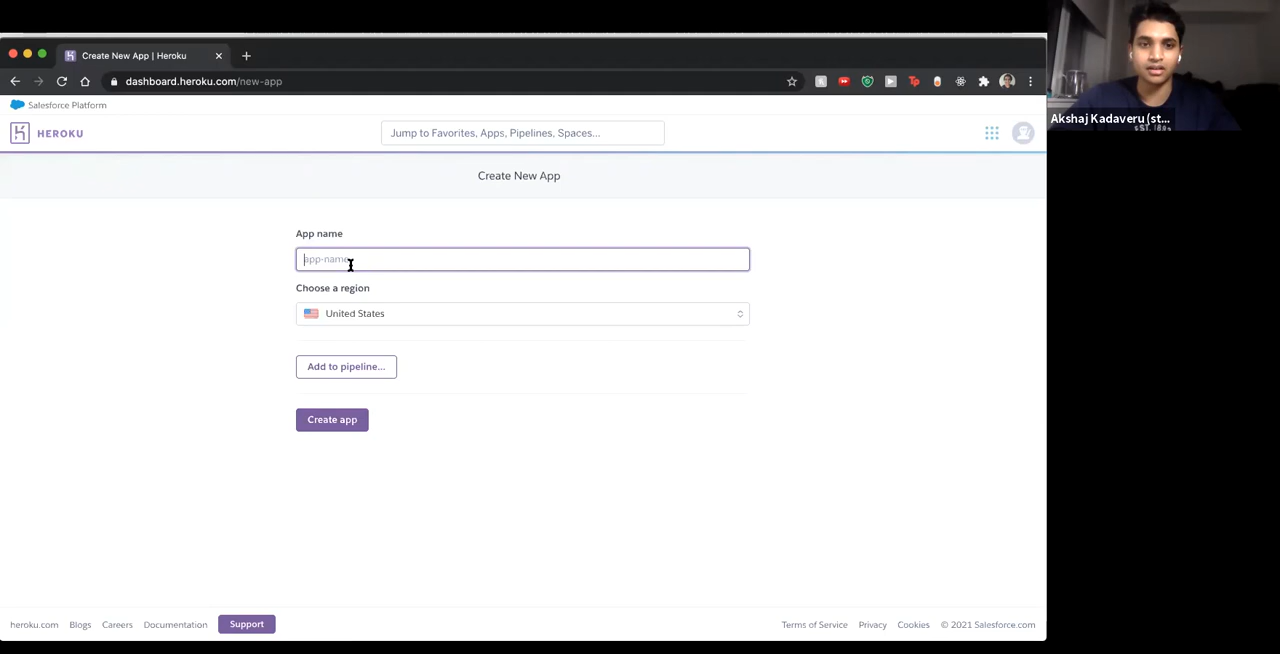 Create New App | Heroku
dashboard.heroku.com/new-app
Salesforce Platform
HEROKU
Jump to Favorites, Apps, Pipelines, Spaces...
Create New App
App name
app-name
Choose a region
United States
Add to pipeline...
Create app
heroku.com Blogs Careers Documentation Support
Terms of Service Privacy Cookies © 2021 Salesforce.com
Akshaj Kadaveru (st...
EST. 1892